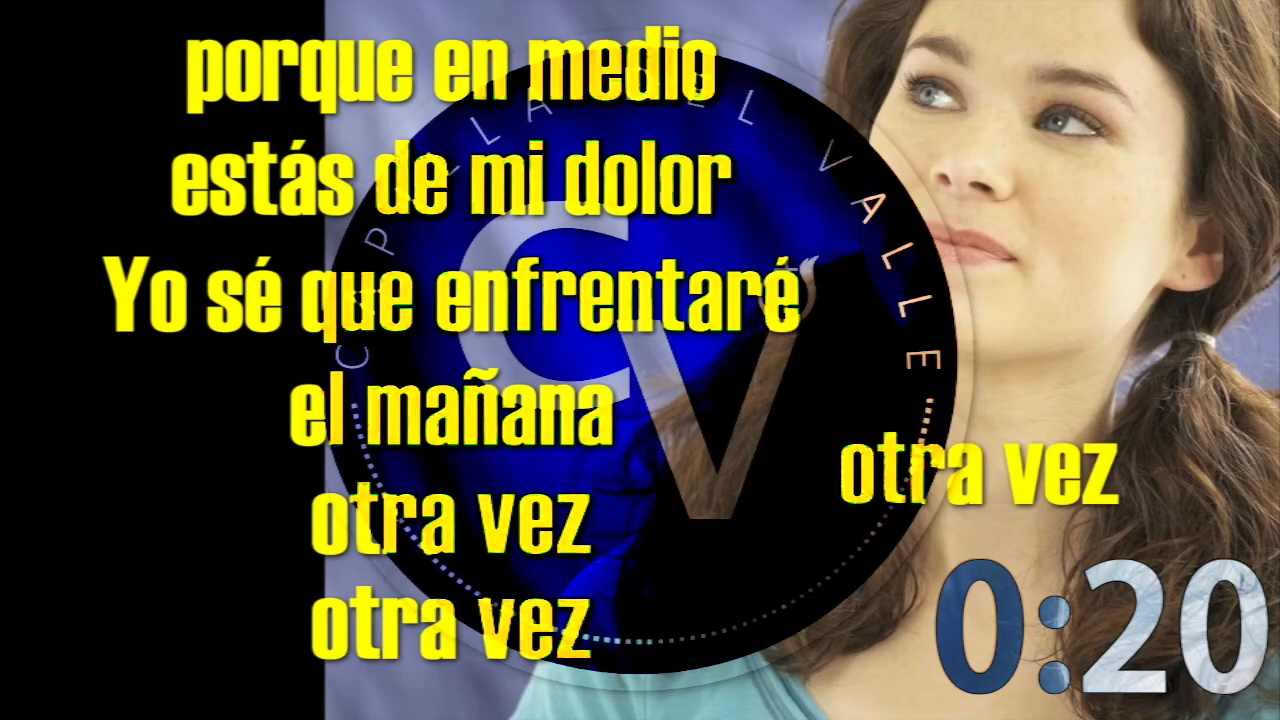 porque en medio
estás de mi dolor
Yo sé que enfrentaré
el mañana
otra vez
otra vez
otra vez
0:20
CAPILLA DEL VALLE
CV